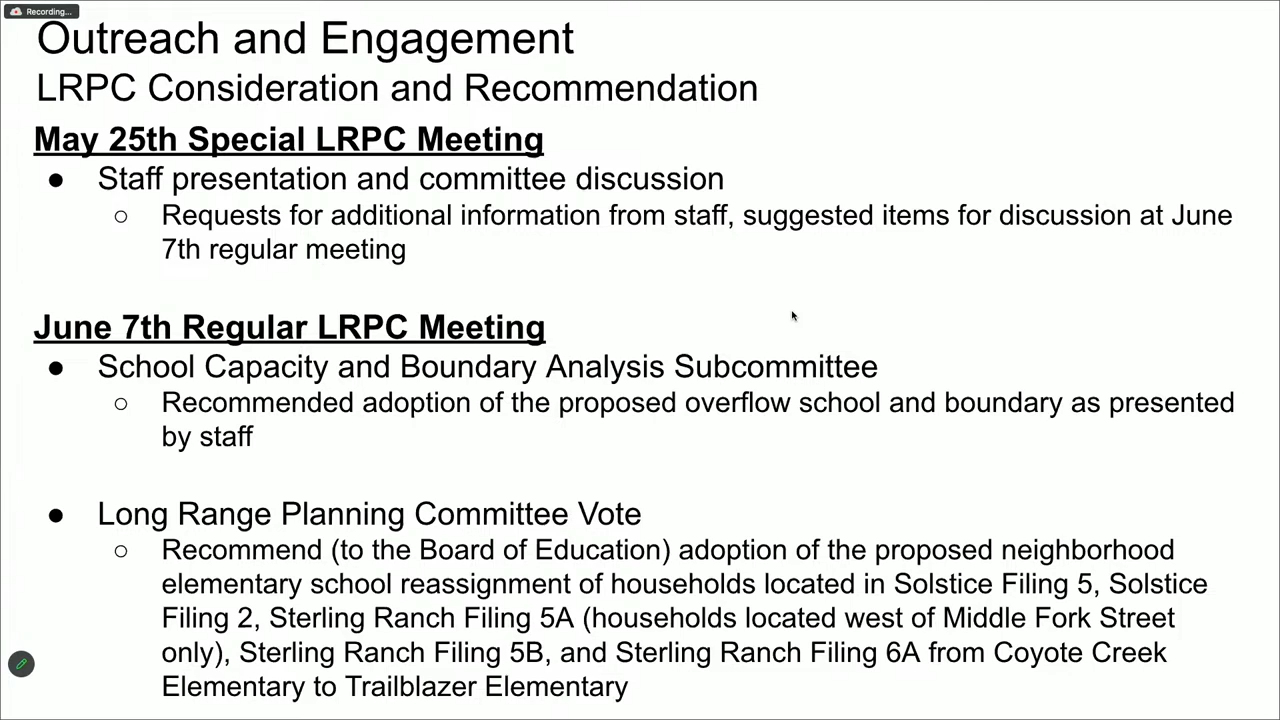 Recording...
Outreach and Engagement
LRPC Consideration and Recommendation
May 25th Special LRPC Meeting
● Staff presentation and committee discussion
○ Requests for additional information from staff, suggested items for discussion at June
7th regular meeting
June 7th Regular LRPC Meeting
● School Capacity and Boundary Analysis Subcommittee
○ Recommended adoption of the proposed overflow school and boundary as presented
by staff
● Long Range Planning Committee Vote
○ Recommend (to the Board of Education) adoption of the proposed neighborhood
elementary school reassignment of households located in Solstice Filing 5, Solstice
Filing 2, Sterling Ranch Filing 5A (households located west of Middle Fork Street
only), Sterling Ranch Filing 5B, and Sterling Ranch Filing 6A from Coyote Creek
Elementary to Trailblazer Elementary